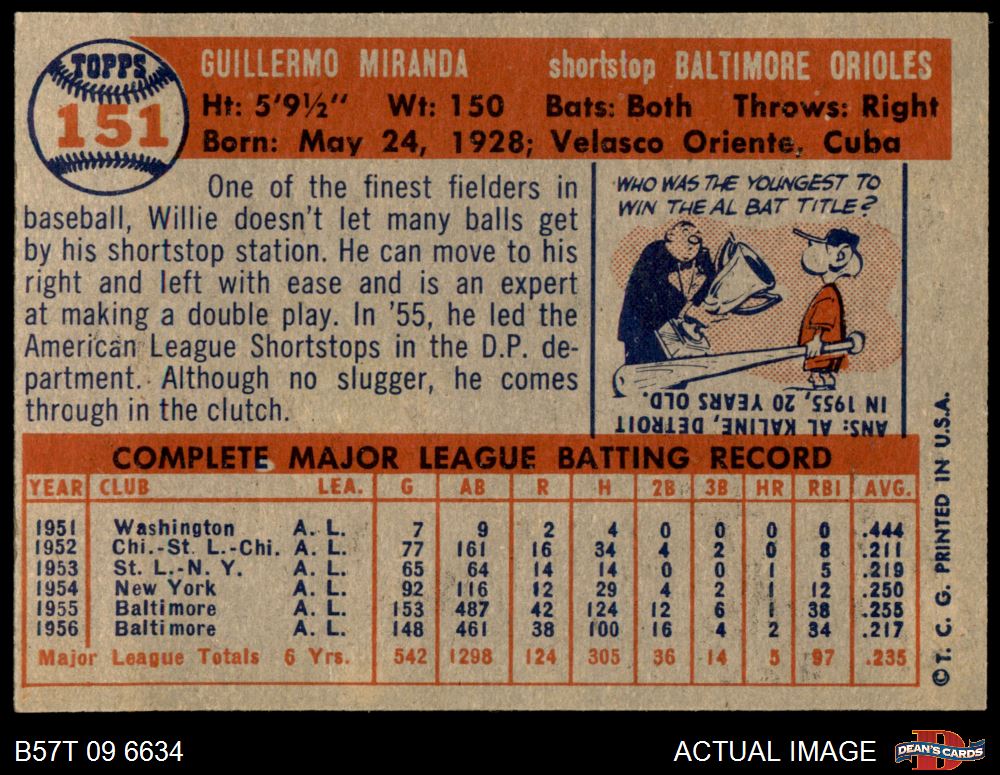 TOPPS
151
GUILLERMO MIRANDA shortstop BALTIMORE ORIOLES
Ht: 5'9½" Wt: 150 Bats: Both Throws: Right
Born: May 24, 1928; Velasco Oriente, Cuba
One of the finest fielders in
baseball, Willie doesn't let many balls get
by his shortstop station. He can move to his
right and left with ease and is an expert
at making a double play. In '55, he led the
American League Shortstops in the D.P. de-
partment. Although no slugger, he comes
through in the clutch.
WHO WAS THE YOUNGEST TO
WIN THE AL BAT TITLE?
ANS: AL KALINE, DETROIT
IN 1955, 20 YEARS OLD.
COMPLETE MAJOR LEAGUE BATTING RECORD
YEAR CLUB LEA. G AB R H 2B 3B HR RBI AVG.
1951 Washington A. L. 7 9 2 4 0 0 0 0 .444
1952 Chi.-St. L.-Chi. A. L. 77 161 16 34 4 2 0 8 .211
1953 St. L.-N. Y. A. L. 65 64 14 14 0 0 1 5 .219
1954 New York A. L. 92 116 12 29 4 2 1 12 .250
1955 Baltimore A. L. 153 487 42 124 12 6 1 38 .255
1956 Baltimore A. L. 148 461 38 100 16 4 2 34 .217
Major League Totals 6 Yrs. 542 1298 124 305 36 14 5 97 .235
© T. C. G. PRINTED IN U.S.A.
B57T 09 6634
ACTUAL IMAGE
DEAN'S CARDS